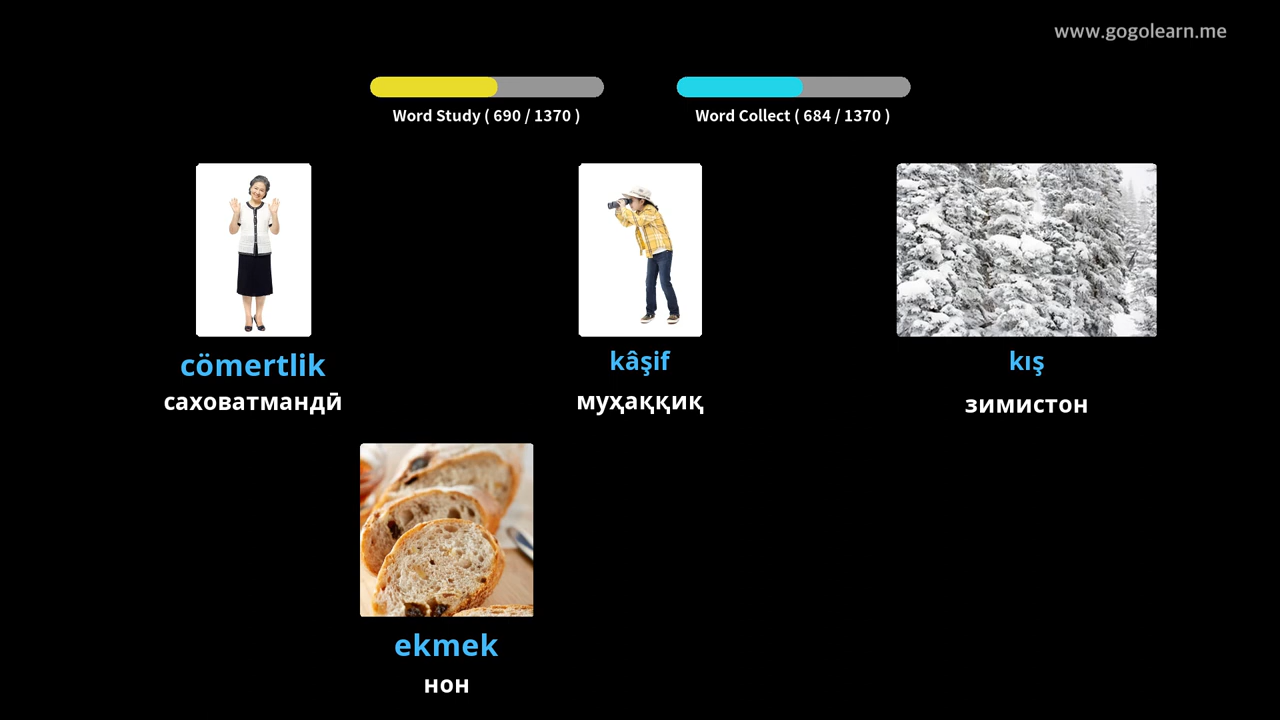 www.gogolearn.me
Word Study ( 690 / 1370 )
Word Collect ( 684 / 1370 )
cömertlik
саховатмандӣ
kâşif
муҳаққиқ
kış
зимистон
ekmek
нон